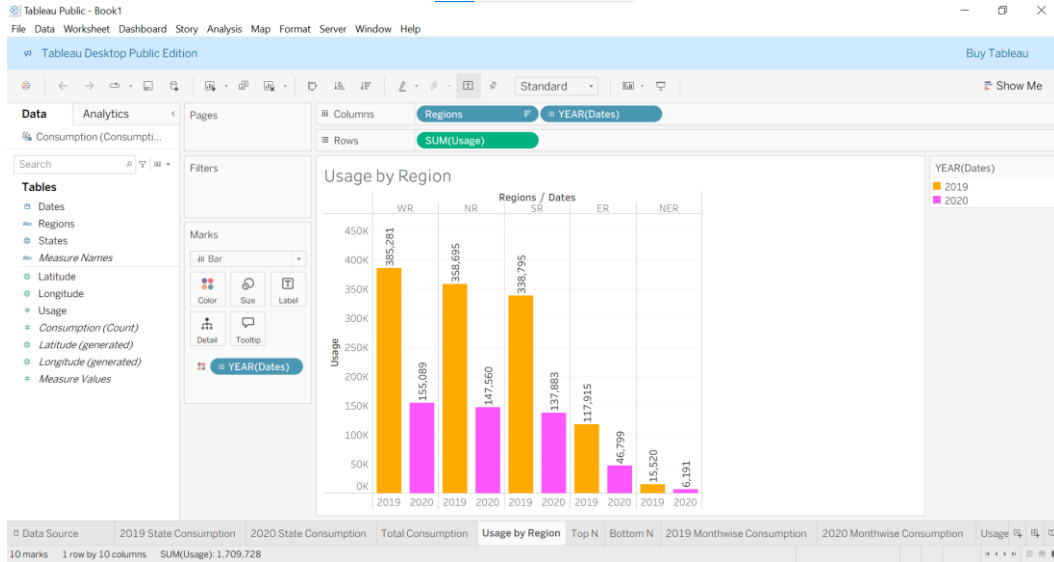 Tableau Public - Book1
File Data Worksheet Dashboard Story Analysis Map Format Server Window Help
Tableau Desktop Public Edition
Buy Tableau
Standard
Show Me
Data
Analytics
Consumption (Consumpti...
Search
Tables
Dates
Abc Regions
States
Abc Measure Names
Latitude
Longitude
# Usage
# Consumption (Count)
Latitude (generated)
Longitude (generated)
# Measure Values
Pages
Filters
Marks
Bar
Color
Size
Label
Detail
Tooltip
YEAR(Dates)
Columns
Regions
YEAR(Dates)
Rows
SUM(Usage)
Usage by Region
Regions / Dates
WR NR SR ER NER
Usage
450K
400K
350K
300K
250K
200K
150K
100K
50K
0K
385,281
155,089
358,695
147,560
338,795
137,883
117,915
46,799
15,520
6,191
2019 2020 2019 2020 2019 2020 2019 2020 2019 2020
YEAR(Dates)
2019
2020
Data Source 2019 State Consumption 2020 State Consumption Total Consumption Usage by Region Top N Bottom N 2019 Monthwise Consumption 2020 Monthwise Consumption Usage
10 marks 1 row by 10 columns SUM(Usage): 1,709,728